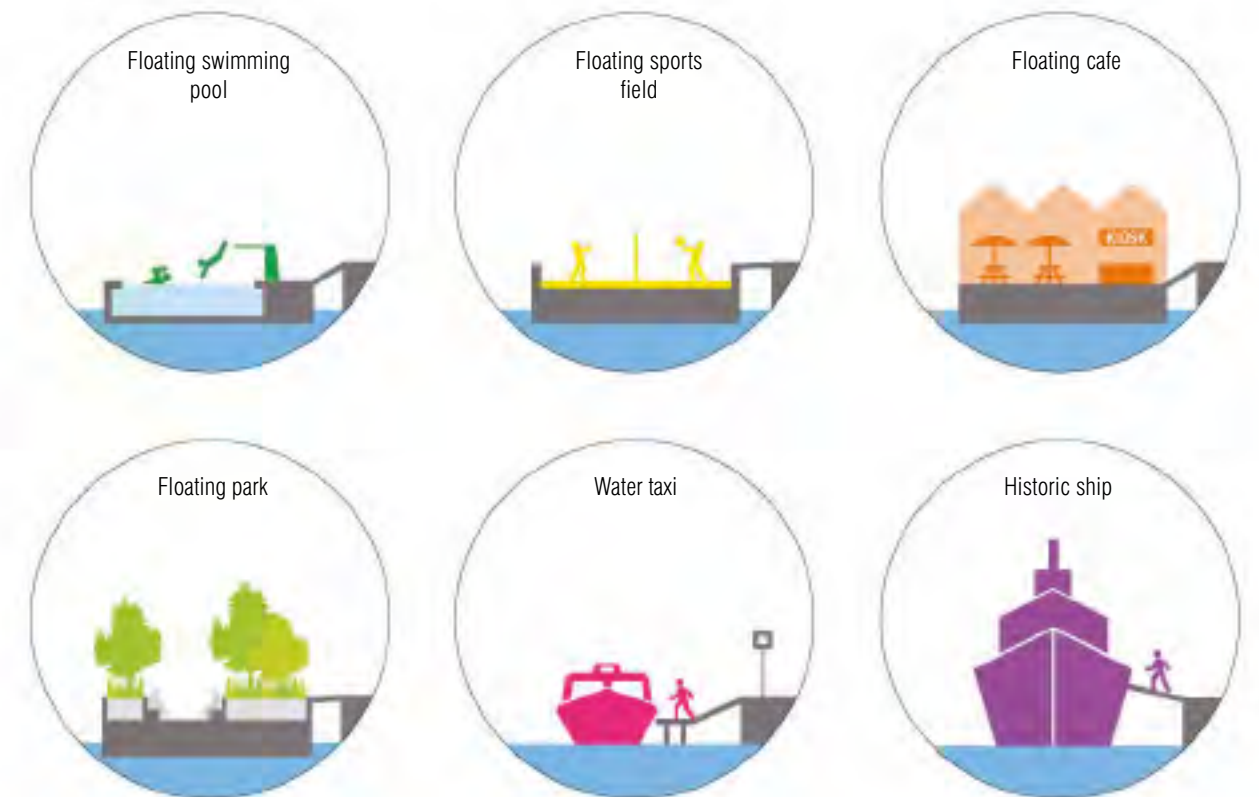 Floating swimming
pool
Floating sports
field
Floating cafe
KIOSK
Floating park
Water taxi
Historic ship